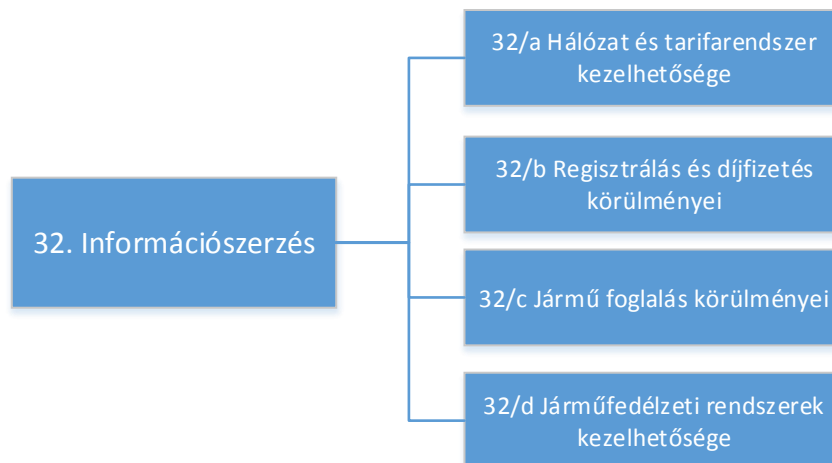 32. Információszerzés
32/a Hálózat és tarifarendszer
kezelhetősége
32/b Regisztrálás és díjfizetés
körülményei
32/c Jármű foglalás körülményei
32/d Járműfedélzeti rendszerek
kezelhetősége